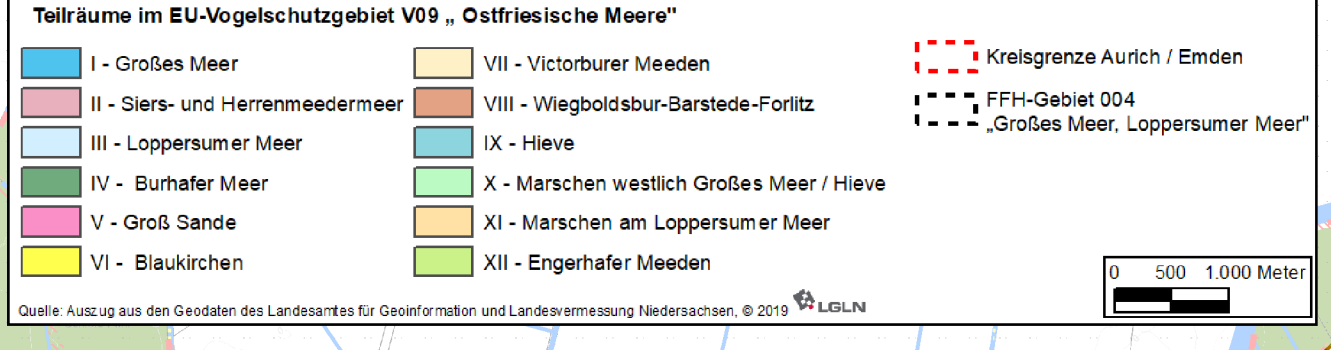 Teilräume im EU-Vogelschutzgebiet V09 „ Ostfriesische Meere"
I - Großes Meer
II - Siers- und Herrenmeedermeer
III - Loppersumer Meer
IV - Burhafer Meer
V - Groß Sande
VI - Blaukirchen
VII - Victorburer Meeden
VIII - Wiegboldsbur-Barstede-Forlitz
IX - Hieve
X - Marschen westlich Großes Meer / Hieve
XI - Marschen am Loppersumer Meer
XII - Engerhafer Meeden
Kreisgrenze Aurich / Emden
FFH-Gebiet 004
„Großes Meer, Loppersumer Meer"
0 500 1.000 Meter
Quelle: Auszug aus den Geodaten des Landesamtes für Geoinformation und Landesvermessung Niedersachsen, © 2019 LGLN